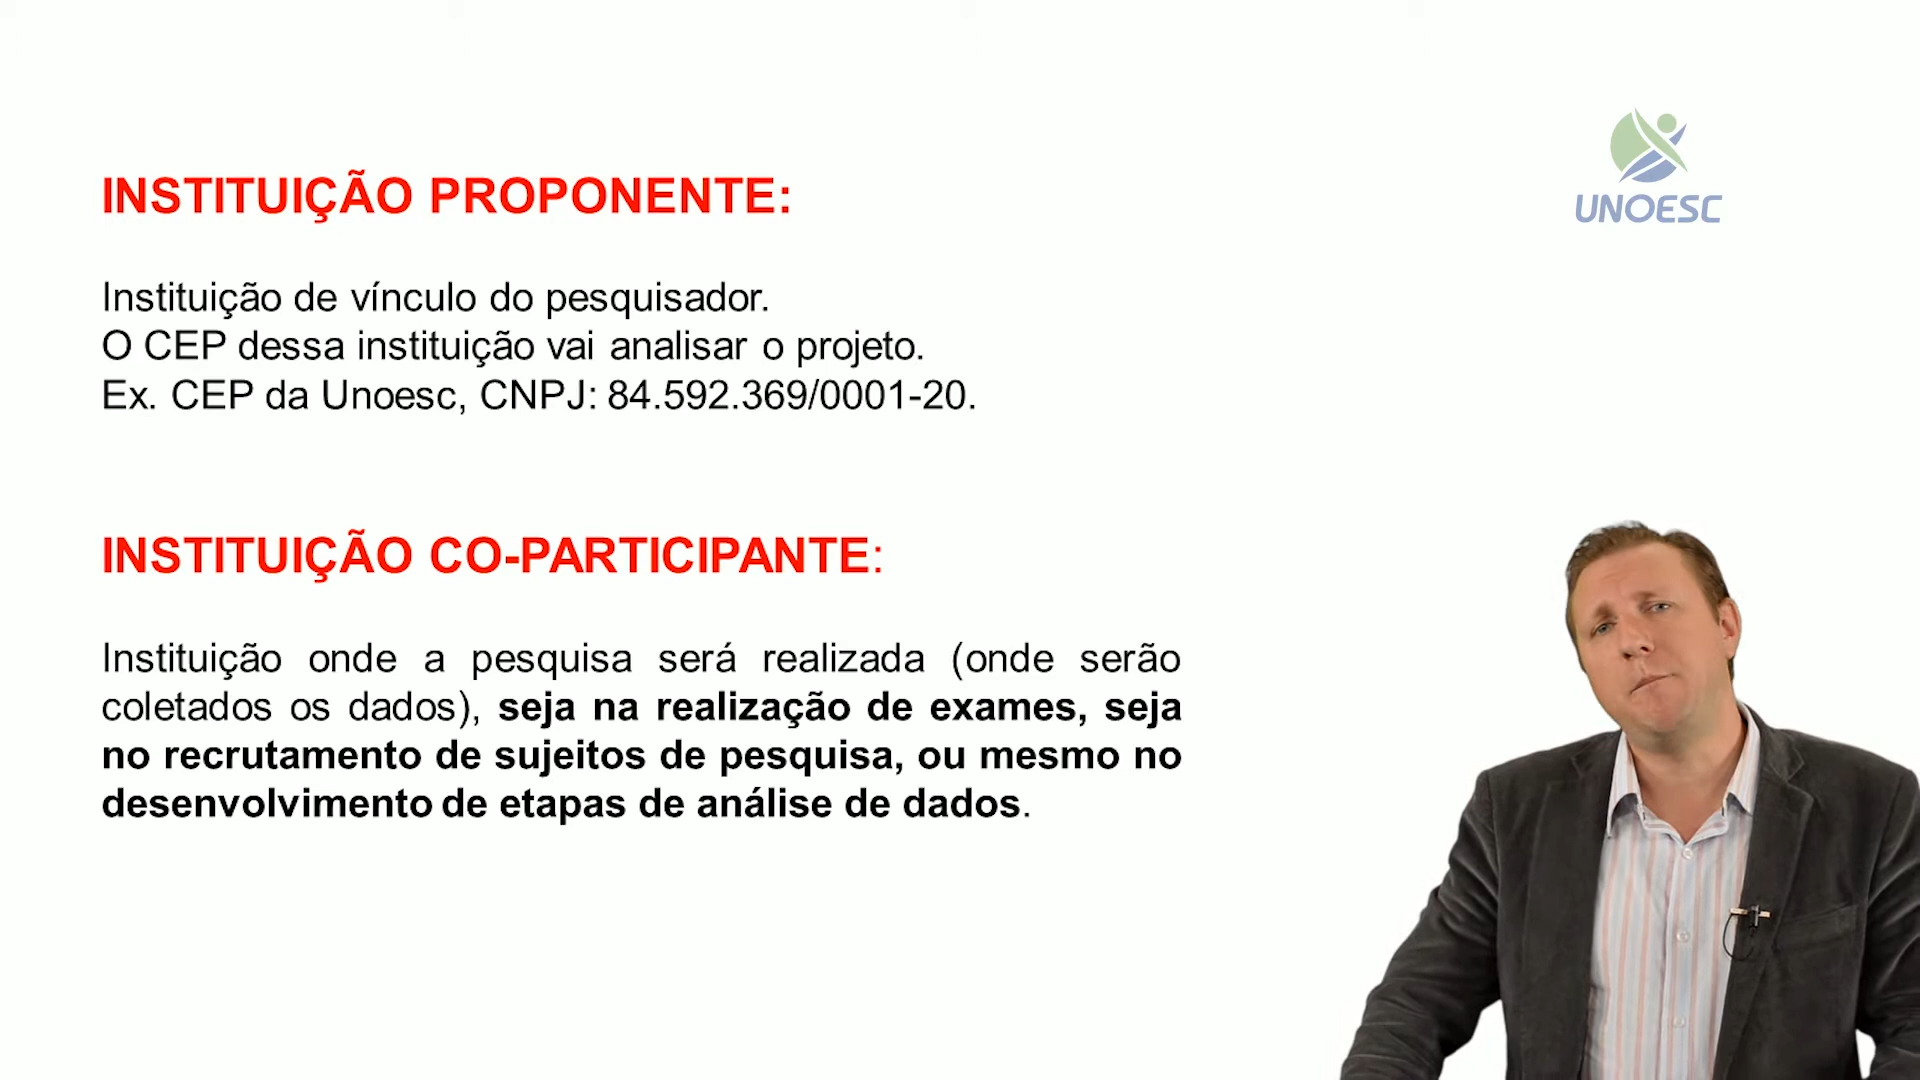 UNOESC
INSTITUIÇÃO PROPONENTE:
Instituição de vínculo do pesquisador.
O CEP dessa instituição vai analisar o projeto.
Ex. CEP da Unoesc, CNPJ: 84.592.369/0001-20.
INSTITUIÇÃO CO-PARTICIPANTE:
Instituição onde a pesquisa será realizada (onde serão
coletados os dados), seja na realização de exames, seja
no recrutamento de sujeitos de pesquisa, ou mesmo no
desenvolvimento de etapas de análise de dados.